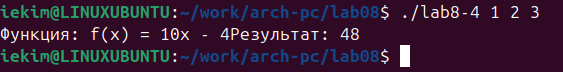 iekim@LINUXUBUNTU:~/work/arch-pc/lab08$ ./lab8-4 1 2 3
Функция: f(x) = 10x - 4Результат: 48
iekim@LINUXUBUNTU:~/work/arch-pc/lab08$